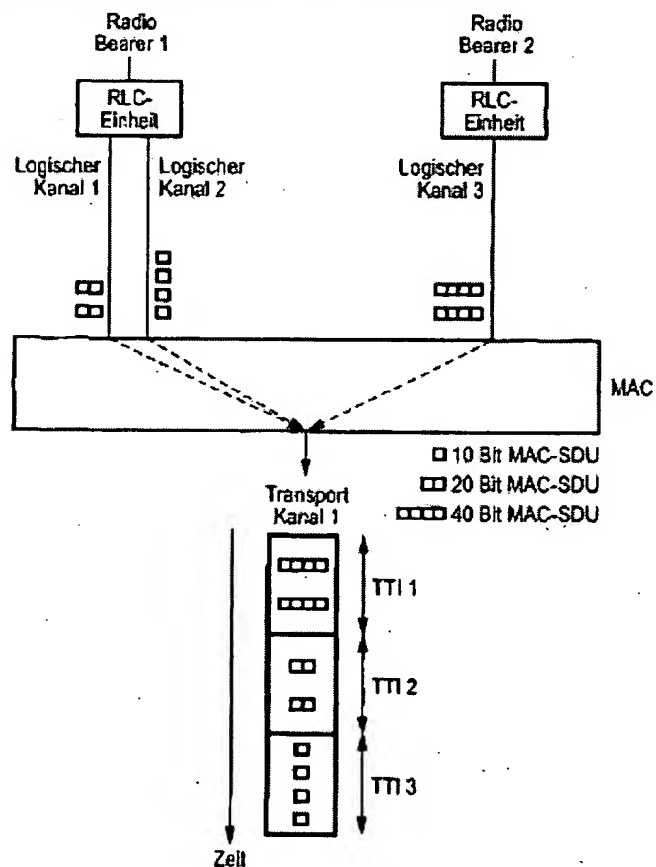 Radio
Bearer 1
Radio
Bearer 2
RLC-
Einheit
RLC-
Einheit
Logischer
Kanal 1
Logischer
Kanal 2
Logischer
Kanal 3
MAC
10 Bit MAC-SDU
20 Bit MAC-SDU
40 Bit MAC-SDU
Transport
Kanal 1
TTI 1
TTI 2
TTI 3
Zeit